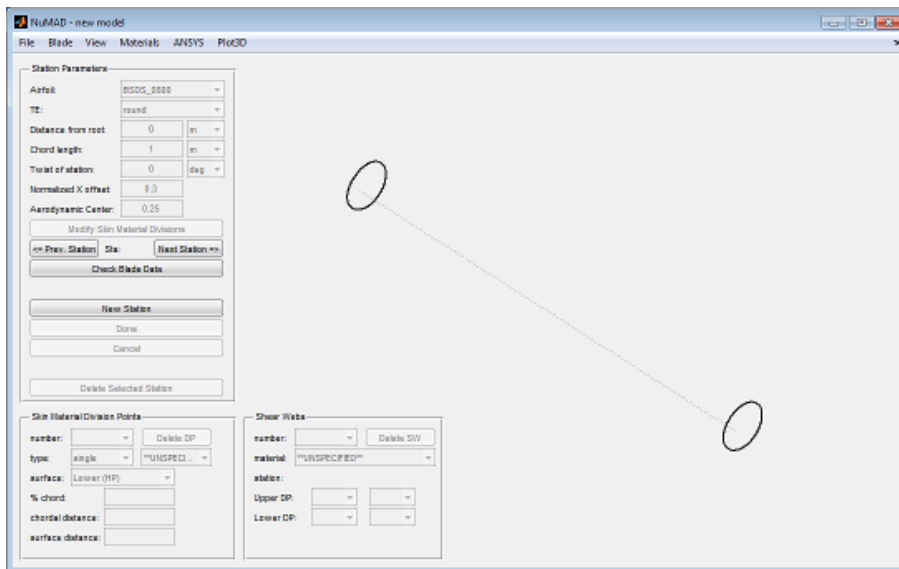 NuMAD - new model
File Blade View Materials ANSYS Plot3D
Station Parameters
Airfoil: BSDS_0000
TE: round
Distance from root: 0 m
Chord length: 1 m
Twist of station: 0 deg
Normalized X offset: 0.3
Aerodynamic Center: 0.25
Modify Skin Material Divisions
<= Prev. Station Sta: Next Station =>
Check Blade Data
New Station
Done
Cancel
Delete Selected Station
Skin Material Division Points
number: Delete DP
type: single **UNSPECI...
surface: Lower (HP)
% chord:
chordal distance:
surface distance:
Shear Webs
number: Delete SW
material: **UNSPECIFIED**
station:
Upper DP:
Lower DP: